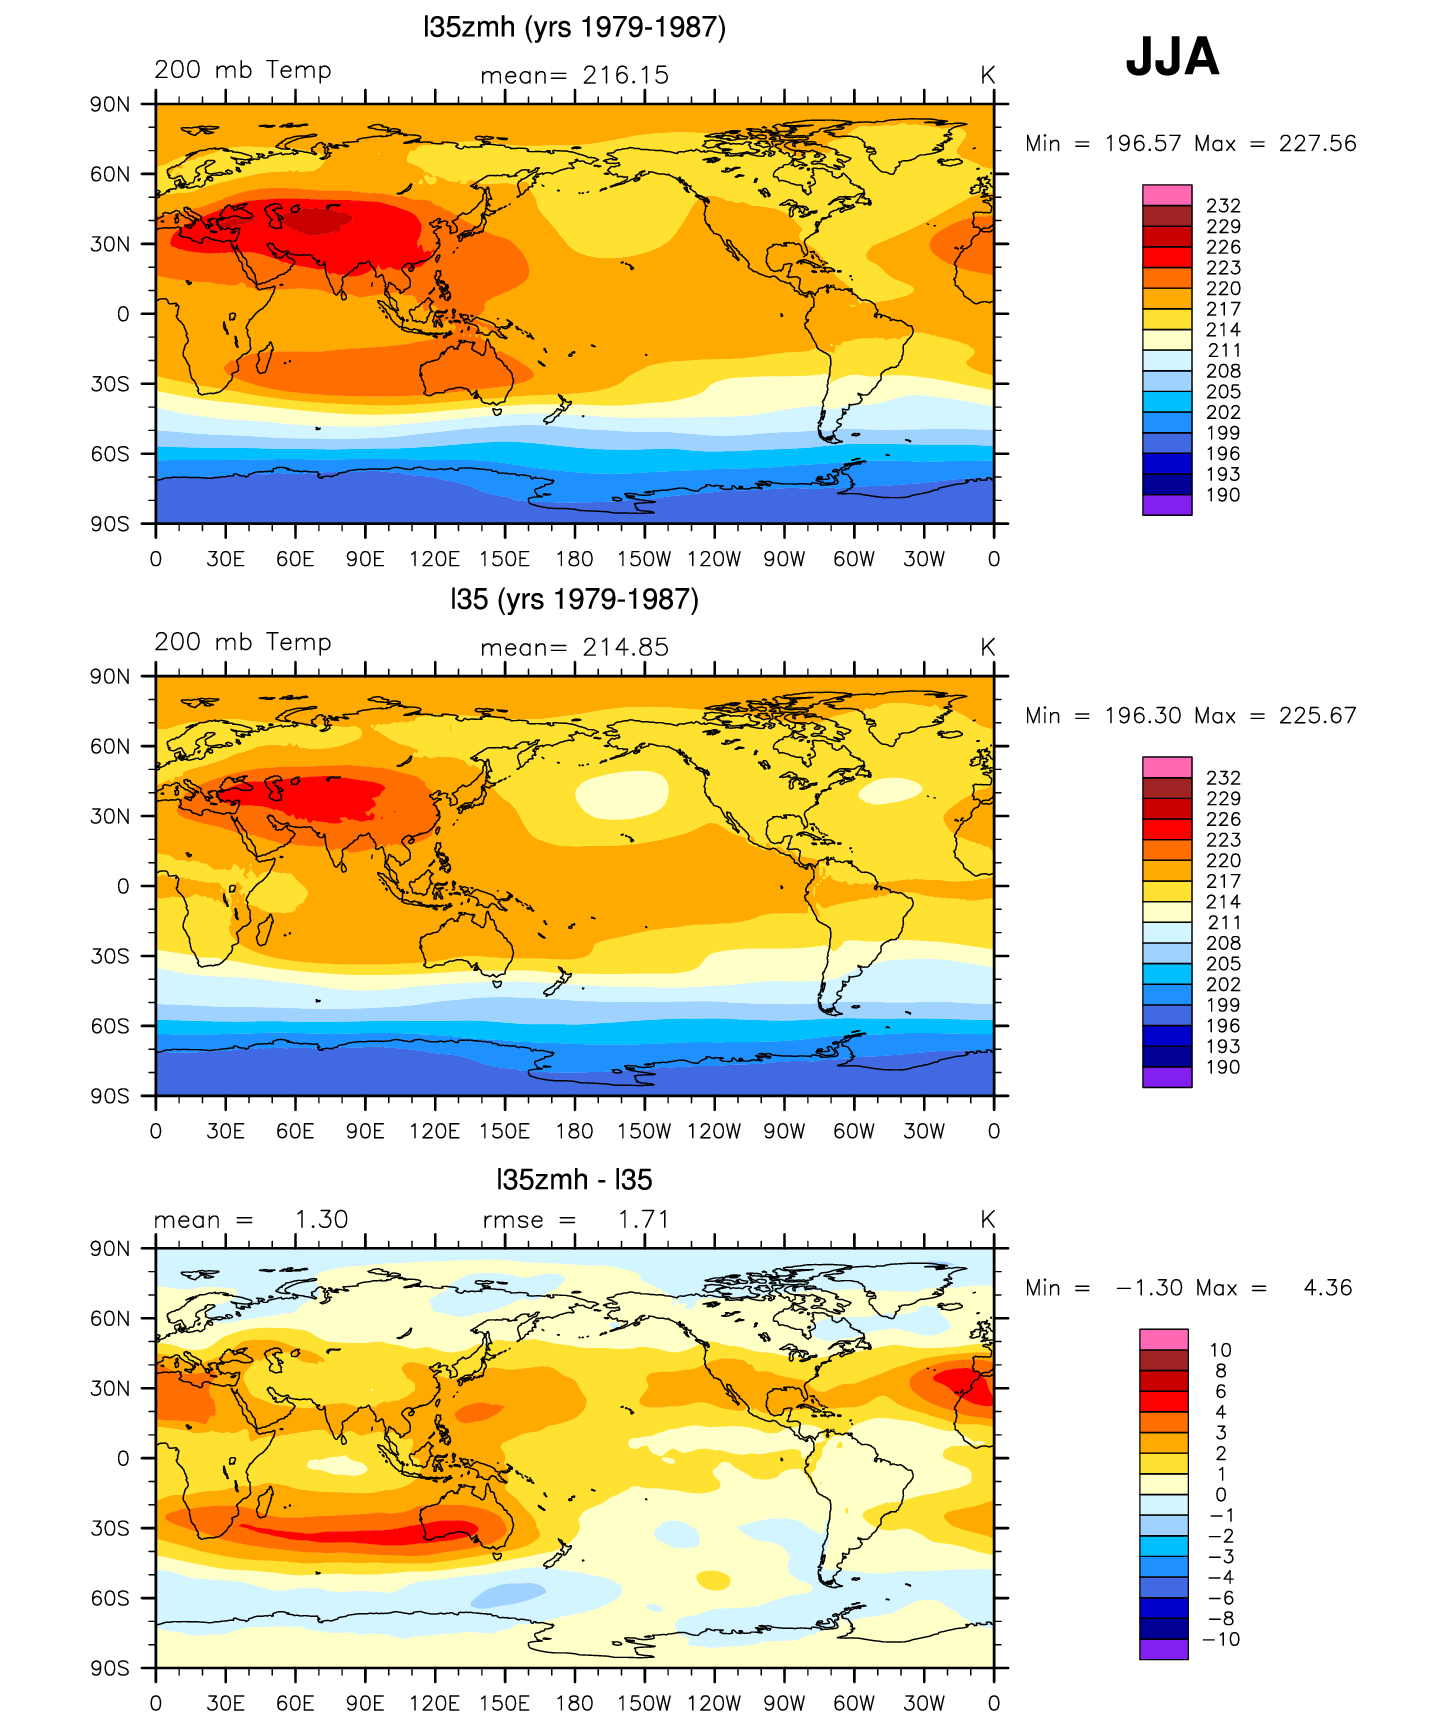 l35zmh (yrs 1979-1987)
JJA
200 mb Temp mean= 216.15 K
Min = 196.57 Max = 227.56
90N
60N
30N
0
30S
60S
90S
0 30E 60E 90E 120E 150E 180 150W 120W 90W 60W 30W 0
232
229
226
223
220
217
214
211
208
205
202
199
196
193
190
l35 (yrs 1979-1987)
200 mb Temp mean= 214.85 K
Min = 196.30 Max = 225.67
90N
60N
30N
0
30S
60S
90S
0 30E 60E 90E 120E 150E 180 150W 120W 90W 60W 30W 0
232
229
226
223
220
217
214
211
208
205
202
199
196
193
190
l35zmh - l35
mean = 1.30 rmse = 1.71 K
Min = −1.30 Max = 4.36
90N
60N
30N
0
30S
60S
90S
0 30E 60E 90E 120E 150E 180 150W 120W 90W 60W 30W 0
10
8
6
4
3
2
1
0
−1
−2
−3
−4
−6
−8
−10